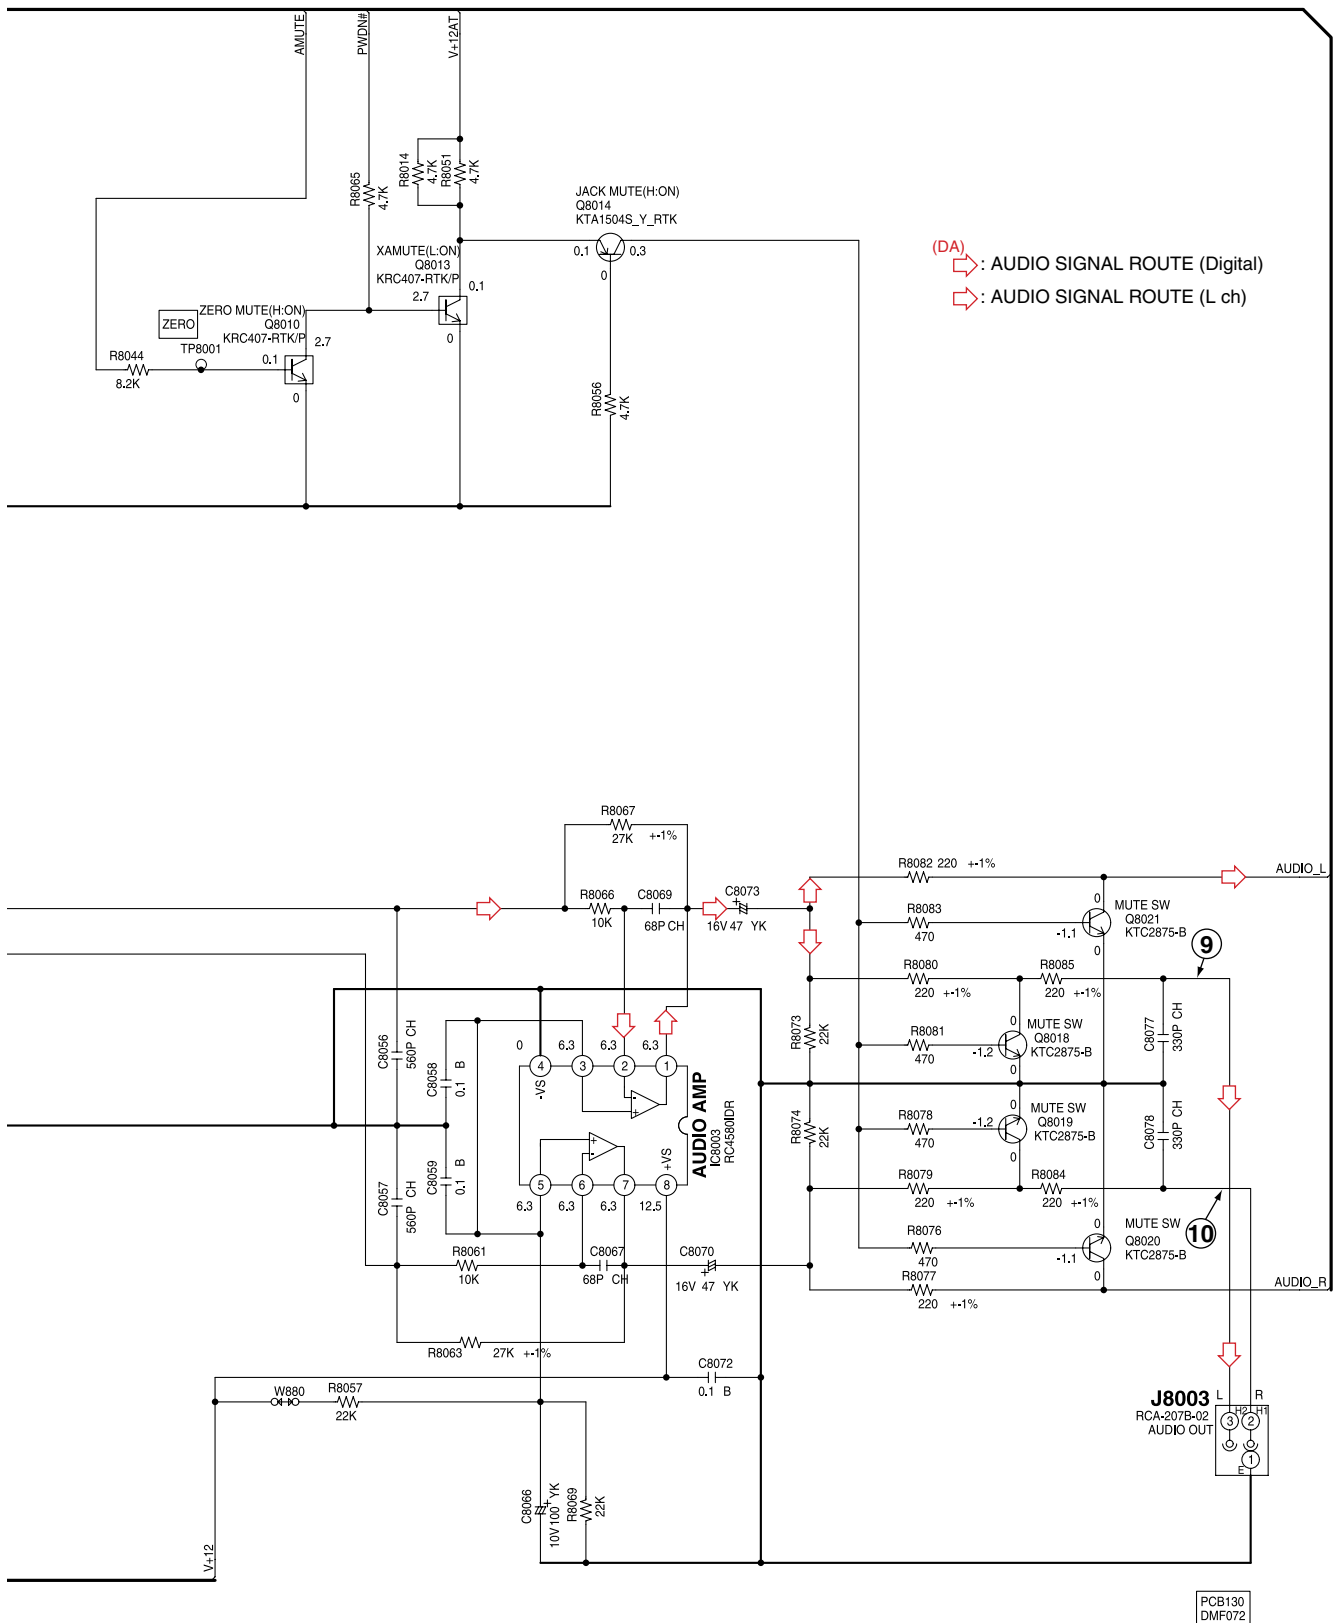 AMUTE
PWDN#
V+12AT
R8065
4.7K
R8014
4.7K
R8051
4.7K
JACK MUTE(H:ON)
Q8014
KTA1504S_Y_RTK
0.1
0.3
0
XAMUTE(L:ON)
Q8013
KRC407-RTK/P
2.7
0.1
0
ZERO
ZERO MUTE(H:ON)
Q8010
KRC407-RTK/P
TP8001
0.1
2.7
0
R8044
8.2K
R8056
4.7K
(DA)
: AUDIO SIGNAL ROUTE (Digital)
: AUDIO SIGNAL ROUTE (L ch)
R8067
27K +-1%
R8066
10K
C8069
68P CH
C8073
+
16V 47 YK
R8082 220 +-1%
AUDIO_L
R8083
470
-1.1
0
0
MUTE SW
Q8021
KTC2875-B
9
R8080
220 +-1%
R8085
220 +-1%
R8073
22K
R8081
470
-1.2
0
0
MUTE SW
Q8018
KTC2875-B
C8077
330P CH
R8074
22K
R8078
470
-1.2
0
0
MUTE SW
Q8019
KTC2875-B
C8078
330P CH
R8079
220 +-1%
R8084
220 +-1%
10
R8076
470
-1.1
0
0
MUTE SW
Q8020
KTC2875-B
R8077
220 +-1%
AUDIO_R
C8056
560P CH
C8058
0.1 B
C8057
560P CH
C8059
0.1 B
0
6.3
6.3
6.3
4
3
2
1
-VS
-
+
+
-
+VS
5
6
7
8
6.3
6.3
6.3
12.5
AUDIO AMP
IC8003
RC4580IDR
R8061
10K
C8067
68P CH
C8070
+
16V 47 YK
R8063
27K +-1%
C8072
0.1 B
W880
R8057
22K
C8066
+
10V100 YK
R8069
22K
V+12
J8003
RCA-207B-02
AUDIO OUT
L
R
H2
H1
3
2
1
E
PCB130
DMF072